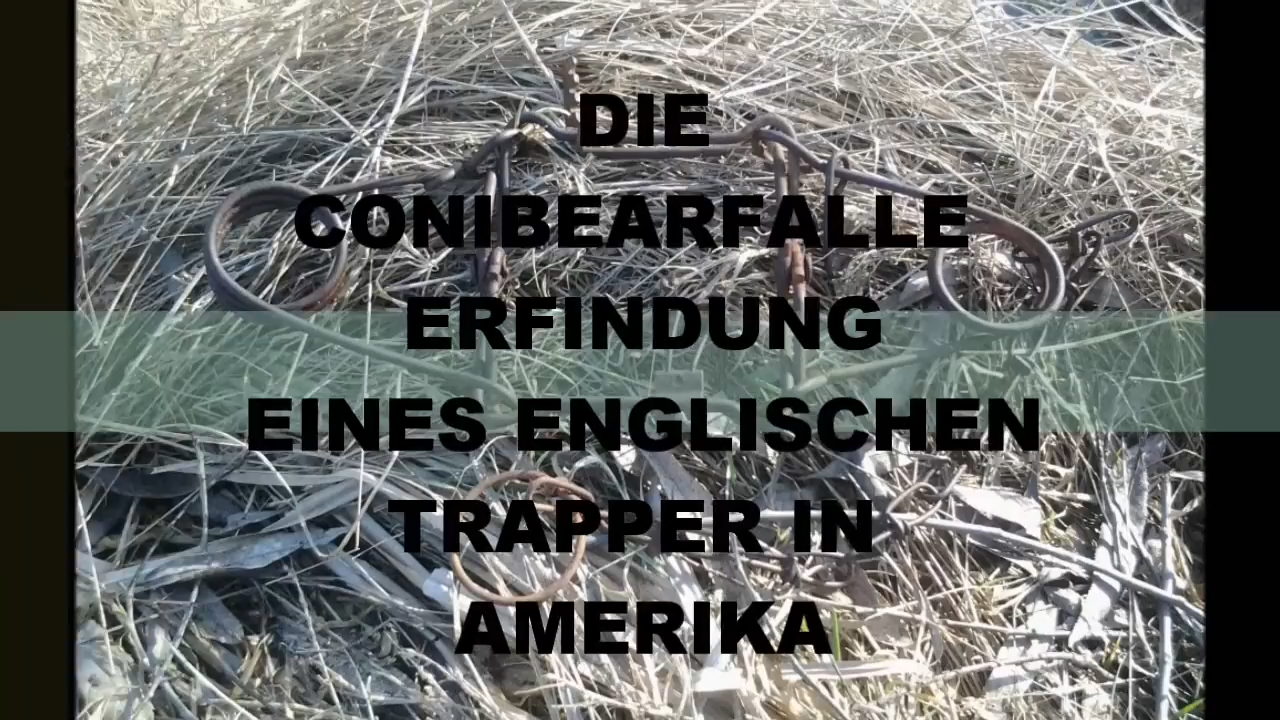 DIE
CONIBEARFALLE
ERFINDUNG
EINES ENGLISCHEN
TRAPPER IN
AMERIKA